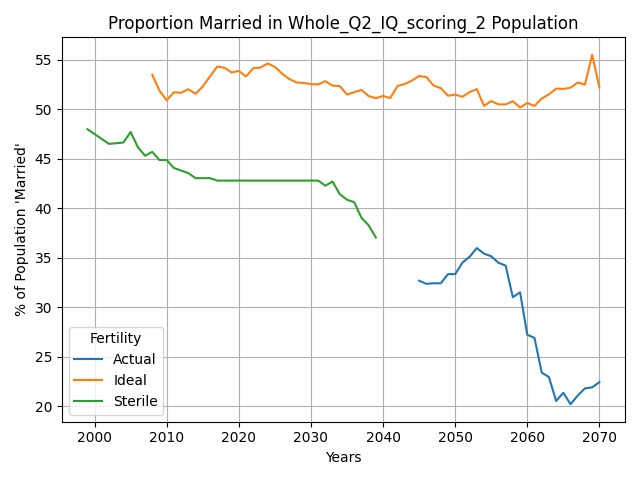 Proportion Married in Whole_Q2_IQ_scoring_2 Population
% of Population 'Married'
55
50
45
40
35
30
25
20
Fertility
Actual
Ideal
Sterile
2000 2010 2020 2030 2040 2050 2060 2070
Years